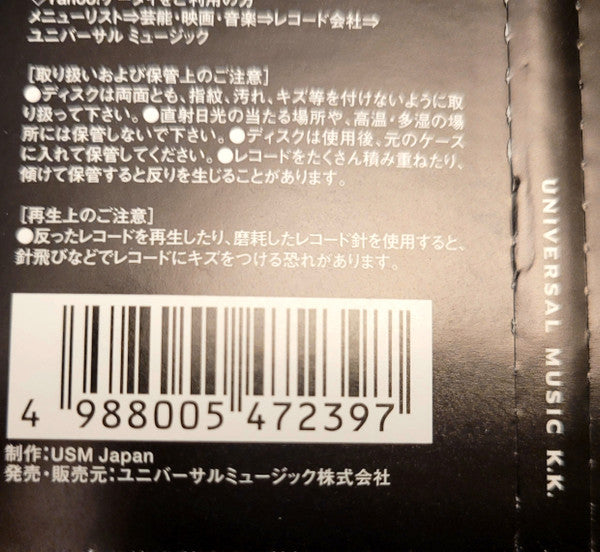 ◇Yahoo!ケータイをご利用の方
メニューリスト⇒芸能・映画・音楽⇒レコード会社⇒
ユニバーサル ミュージック
[取り扱いおよび保管上のご注意]
●ディスクは両面とも、指紋、汚れ、キズ等を付けないように取
り扱って下さい。●直射日光の当たる場所や、高温・多湿の場
所には保管しないで下さい。●ディスクは使用後、元のケース
に入れて保管してください。●レコードをたくさん積み重ねたり、
傾けて保管すると反りを生じることがあります。
[再生上のご注意]
●反ったレコードを再生したり、磨耗したレコード針を使用すると、
針飛びなどでレコードにキズをつける恐れがあります。
4 988005 472397
制作:USM Japan
発売・販売元:ユニバーサルミュージック株式会社
UNIVERSAL MUSIC K.K.